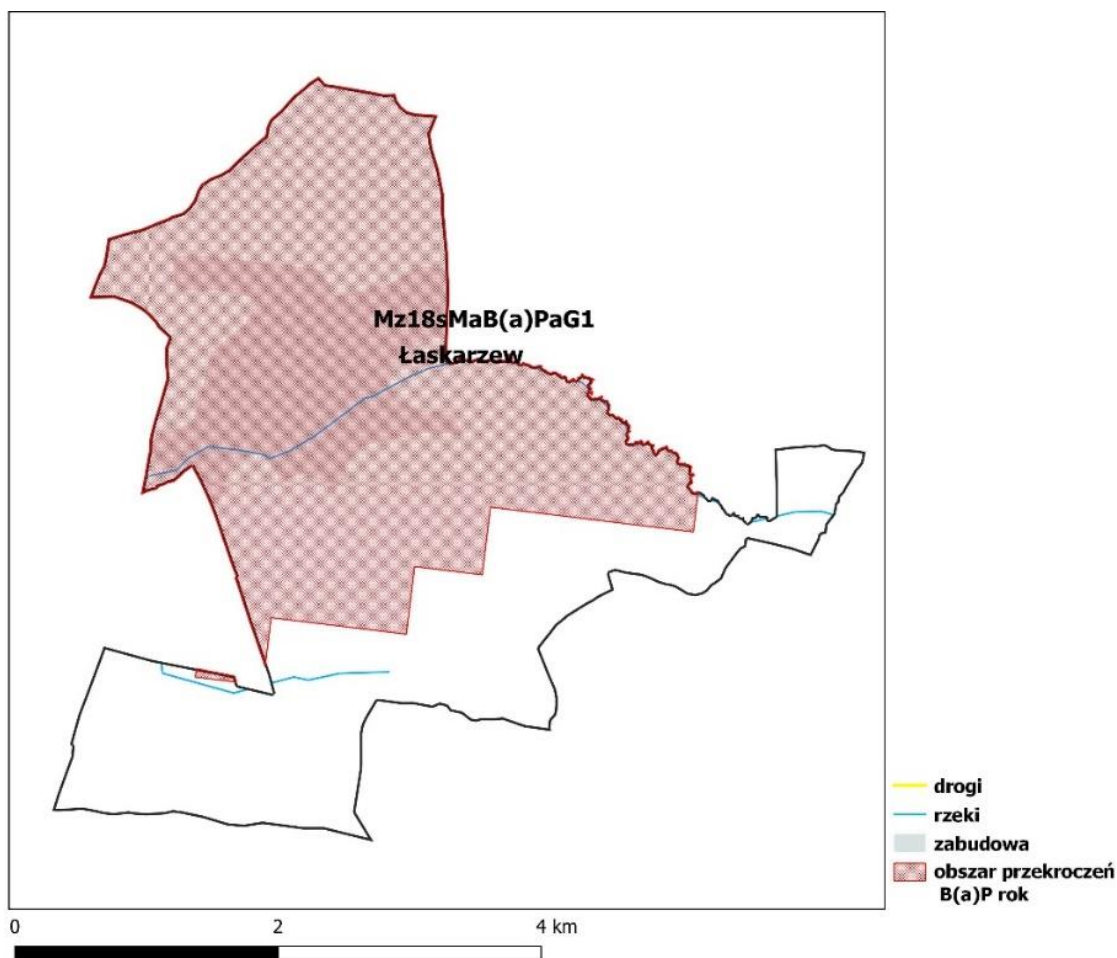 Mz18sMaB(a)PaG1
Łaskarzew
drogi
rzeki
zabudowa
obszar przekroczeń
B(a)P rok
0 2 4 km